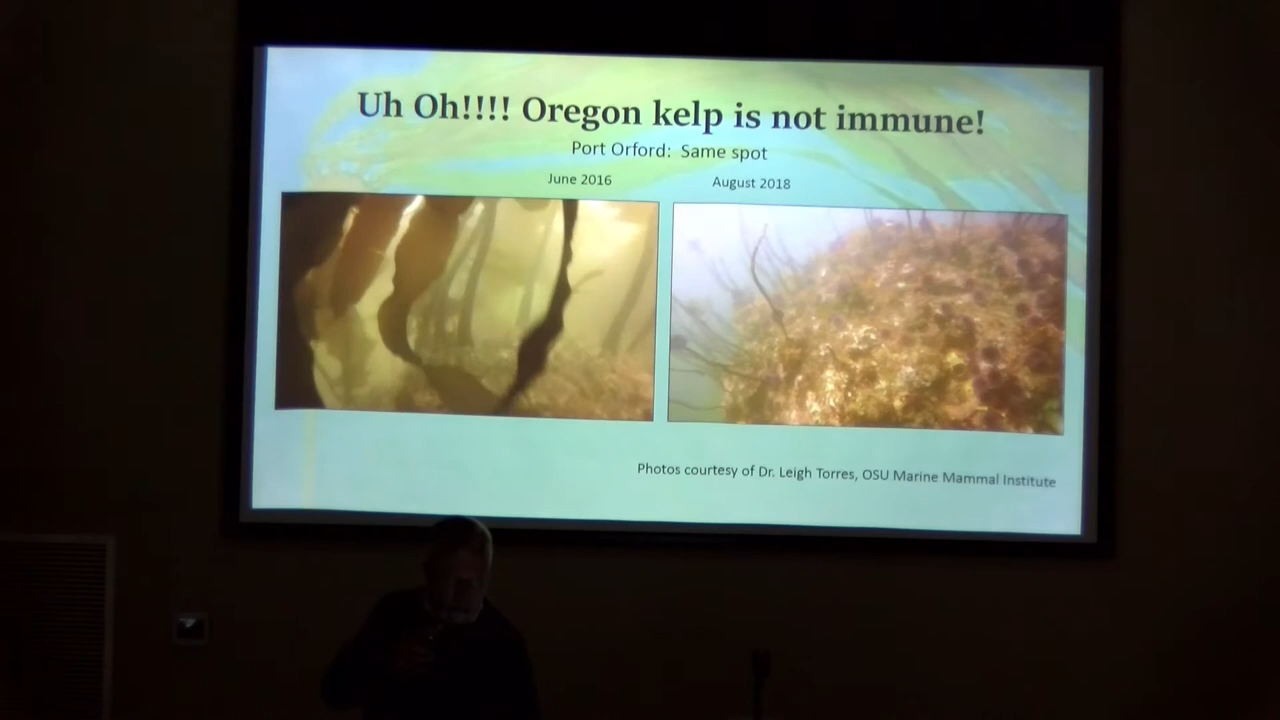 Uh Oh!!!! Oregon kelp is not immune!
Port Orford: Same spot
June 2016
August 2018
Photos courtesy of Dr. Leigh Torres, OSU Marine Mammal Institute